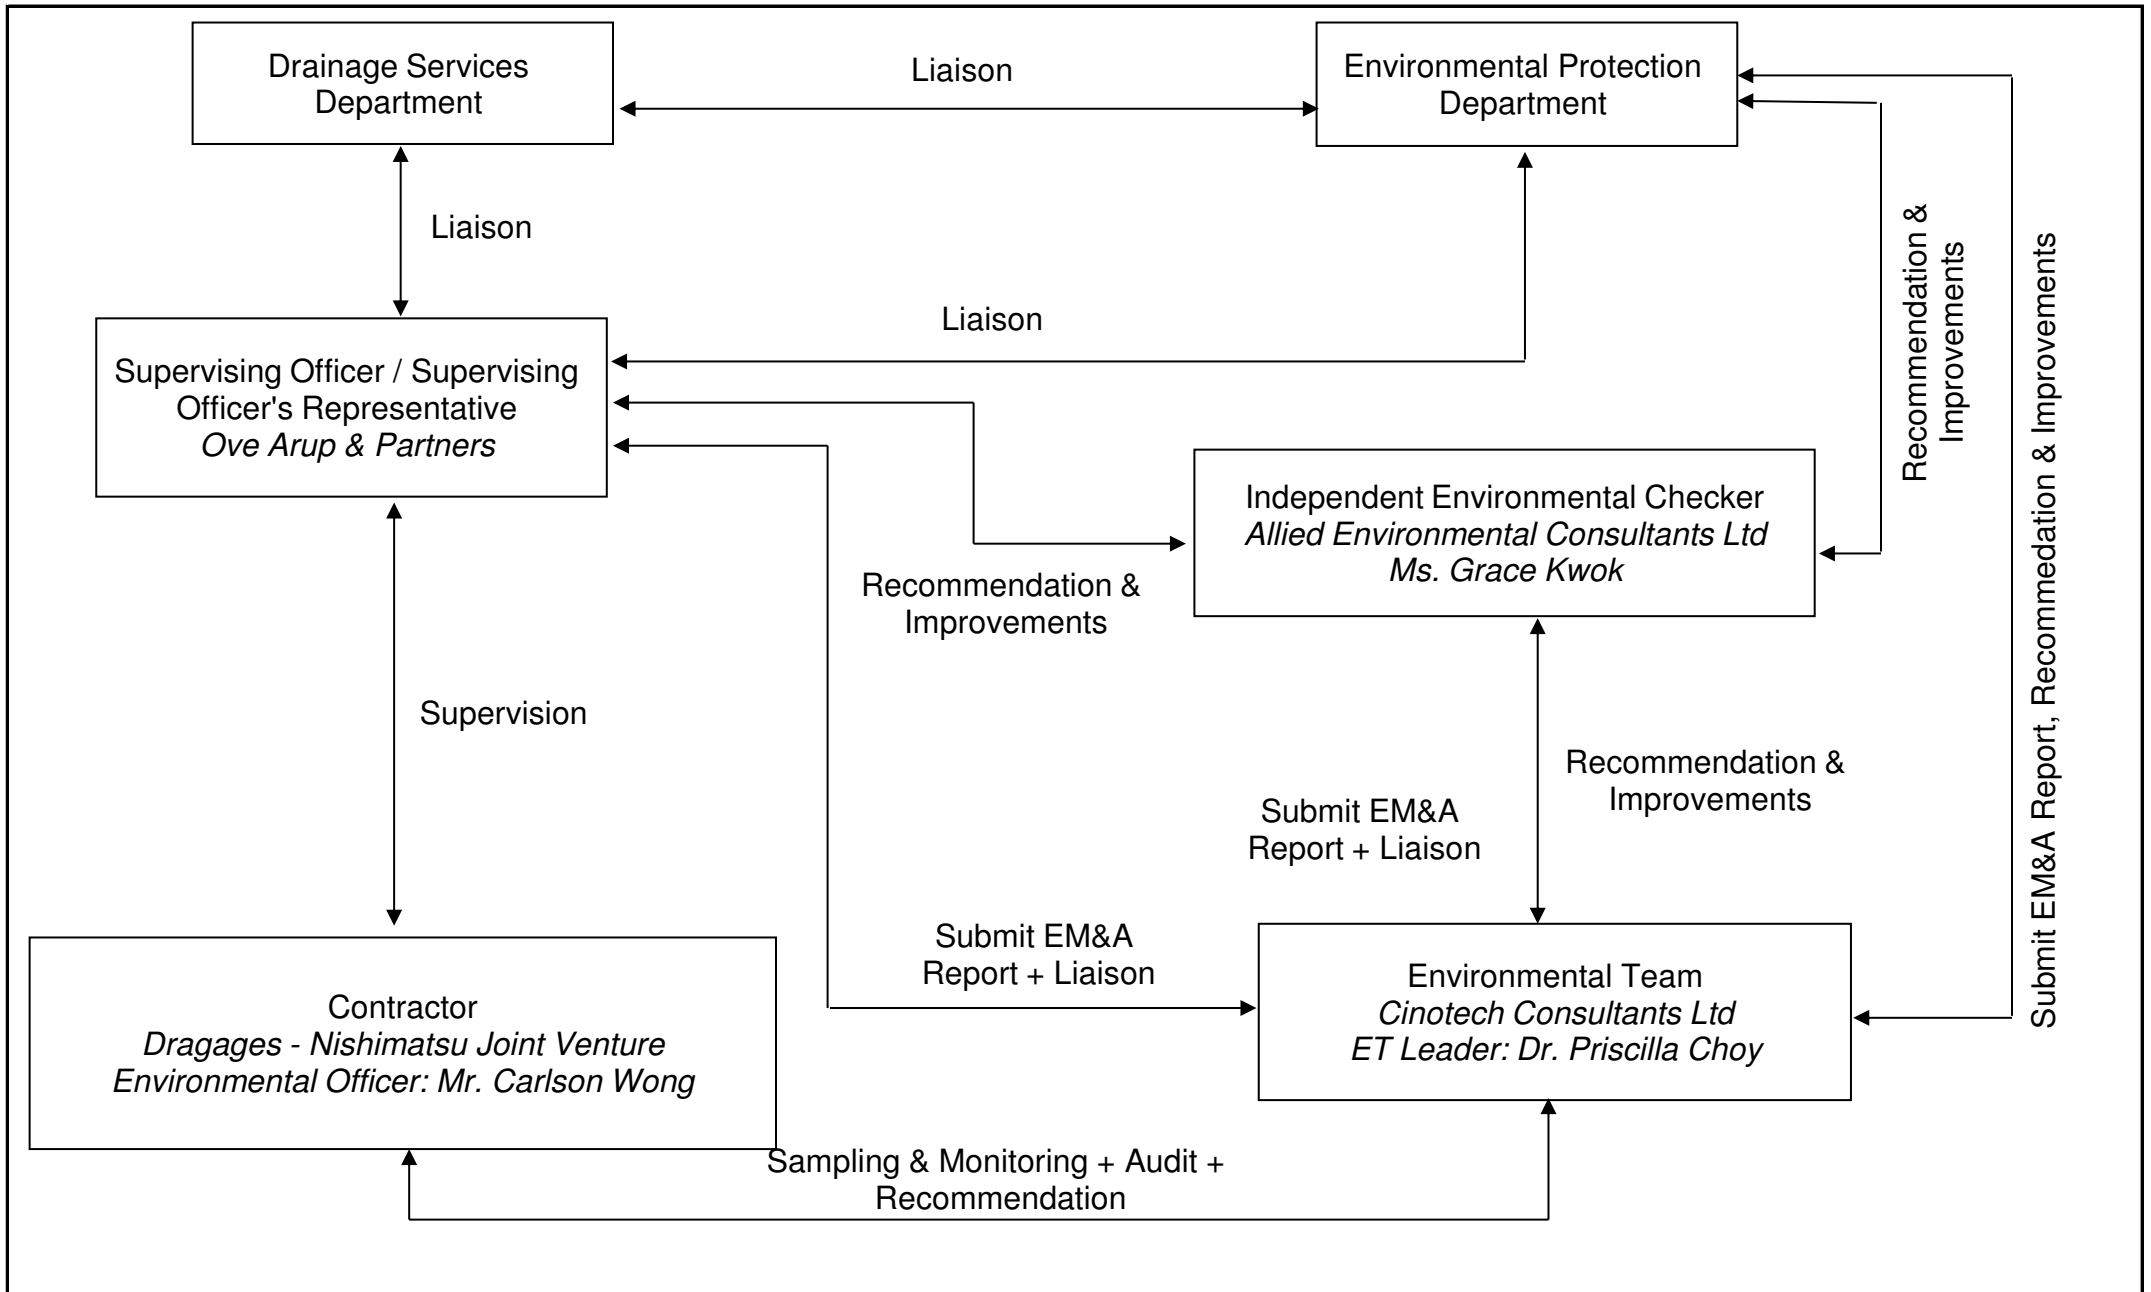 Drainage Services
Department
Liaison
Environmental Protection
Department
Liaison
Liaison
Recommendation &
Improvements
Submit EM&A Report, Recommedation & Improvements
Supervising Officer / Supervising
Officer's Representative
Ove Arup & Partners
Independent Environmental Checker
Allied Environmental Consultants Ltd
Ms. Grace Kwok
Recommendation &
Improvements
Supervision
Recommendation &
Improvements
Submit EM&A
Report + Liaison
Submit EM&A
Report + Liaison
Contractor
Dragages - Nishimatsu Joint Venture
Environmental Officer: Mr. Carlson Wong
Environmental Team
Cinotech Consultants Ltd
ET Leader: Dr. Priscilla Choy
Sampling & Monitoring + Audit +
Recommendation